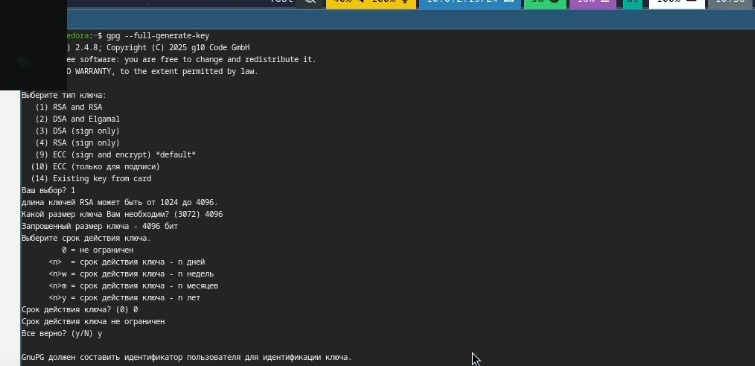 edora:~$ gpg --full-generate-key
) 2.4.8; Copyright (C) 2025 g10 Code GmbH
ee software: you are free to change and redistribute it.
O WARRANTY, to the extent permitted by law.
Выберите тип ключа:
(1) RSA and RSA
(2) DSA and Elgamal
(3) DSA (sign only)
(4) RSA (sign only)
(9) ECC (sign and encrypt) *default*
(10) ECC (только для подписи)
(14) Existing key from card
Ваш выбор? 1
длина ключей RSA может быть от 1024 до 4096.
Какой размер ключа Вам необходим? (3072) 4096
Запрошенный размер ключа - 4096 бит
Выберите срок действия ключа.
0 = не ограничен
<n> = срок действия ключа - n дней
<n>w = срок действия ключа - n недель
<n>m = срок действия ключа - n месяцев
<n>y = срок действия ключа - n лет
Срок действия ключа? (0) 0
Срок действия ключа не ограничен
Все верно? (y/N) y
GnuPG должен составить идентификатор пользователя для идентификации ключа.